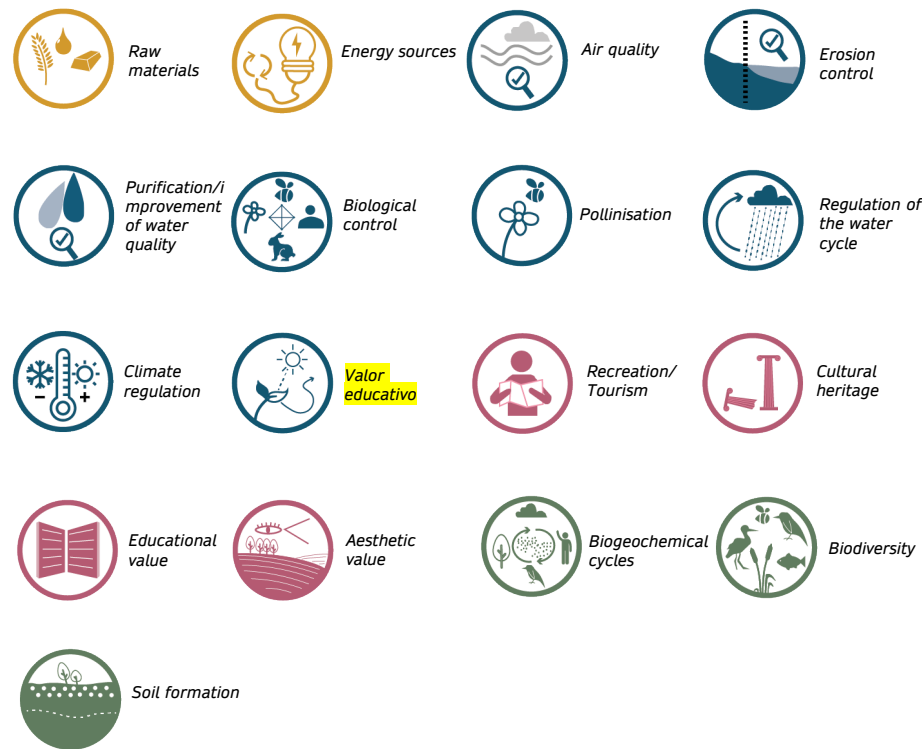 Raw
materials
Energy sources
Air quality
Erosion
control
Purification/i
mprovement
of water
quality
Biological
control
Pollinisation
Regulation of
the water
cycle
Climate
regulation
Valor
educativo
Recreation/
Tourism
Cultural
heritage
Educational
value
Aesthetic
value
Biogeochemical
cycles
Biodiversity
Soil formation